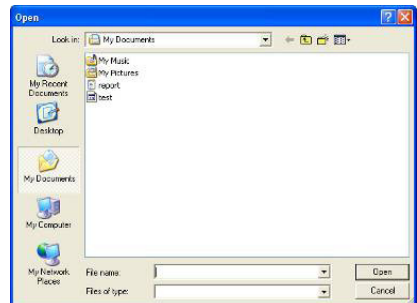 Open
Look in: My Documents
My Recent
Documents
Desktop
My Documents
My Computer
My Network
Places
My Music
My Pictures
report
test
File name:
Open
Files of type:
Cancel